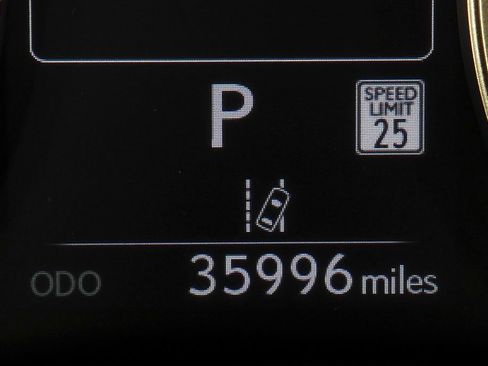 P
SPEED
LIMIT
25
ODO 35996 miles